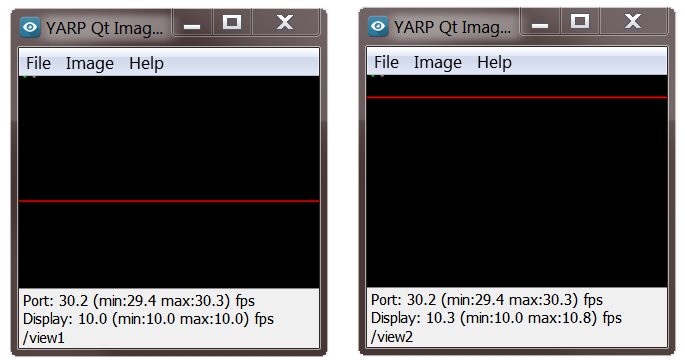 YARP Qt Imag...
File Image Help
Port: 30.2 (min:29.4 max:30.3) fps
Display: 10.0 (min:10.0 max:10.0) fps
/view1
YARP Qt Imag...
File Image Help
Port: 30.2 (min:29.4 max:30.3) fps
Display: 10.3 (min:10.0 max:10.8) fps
/view2